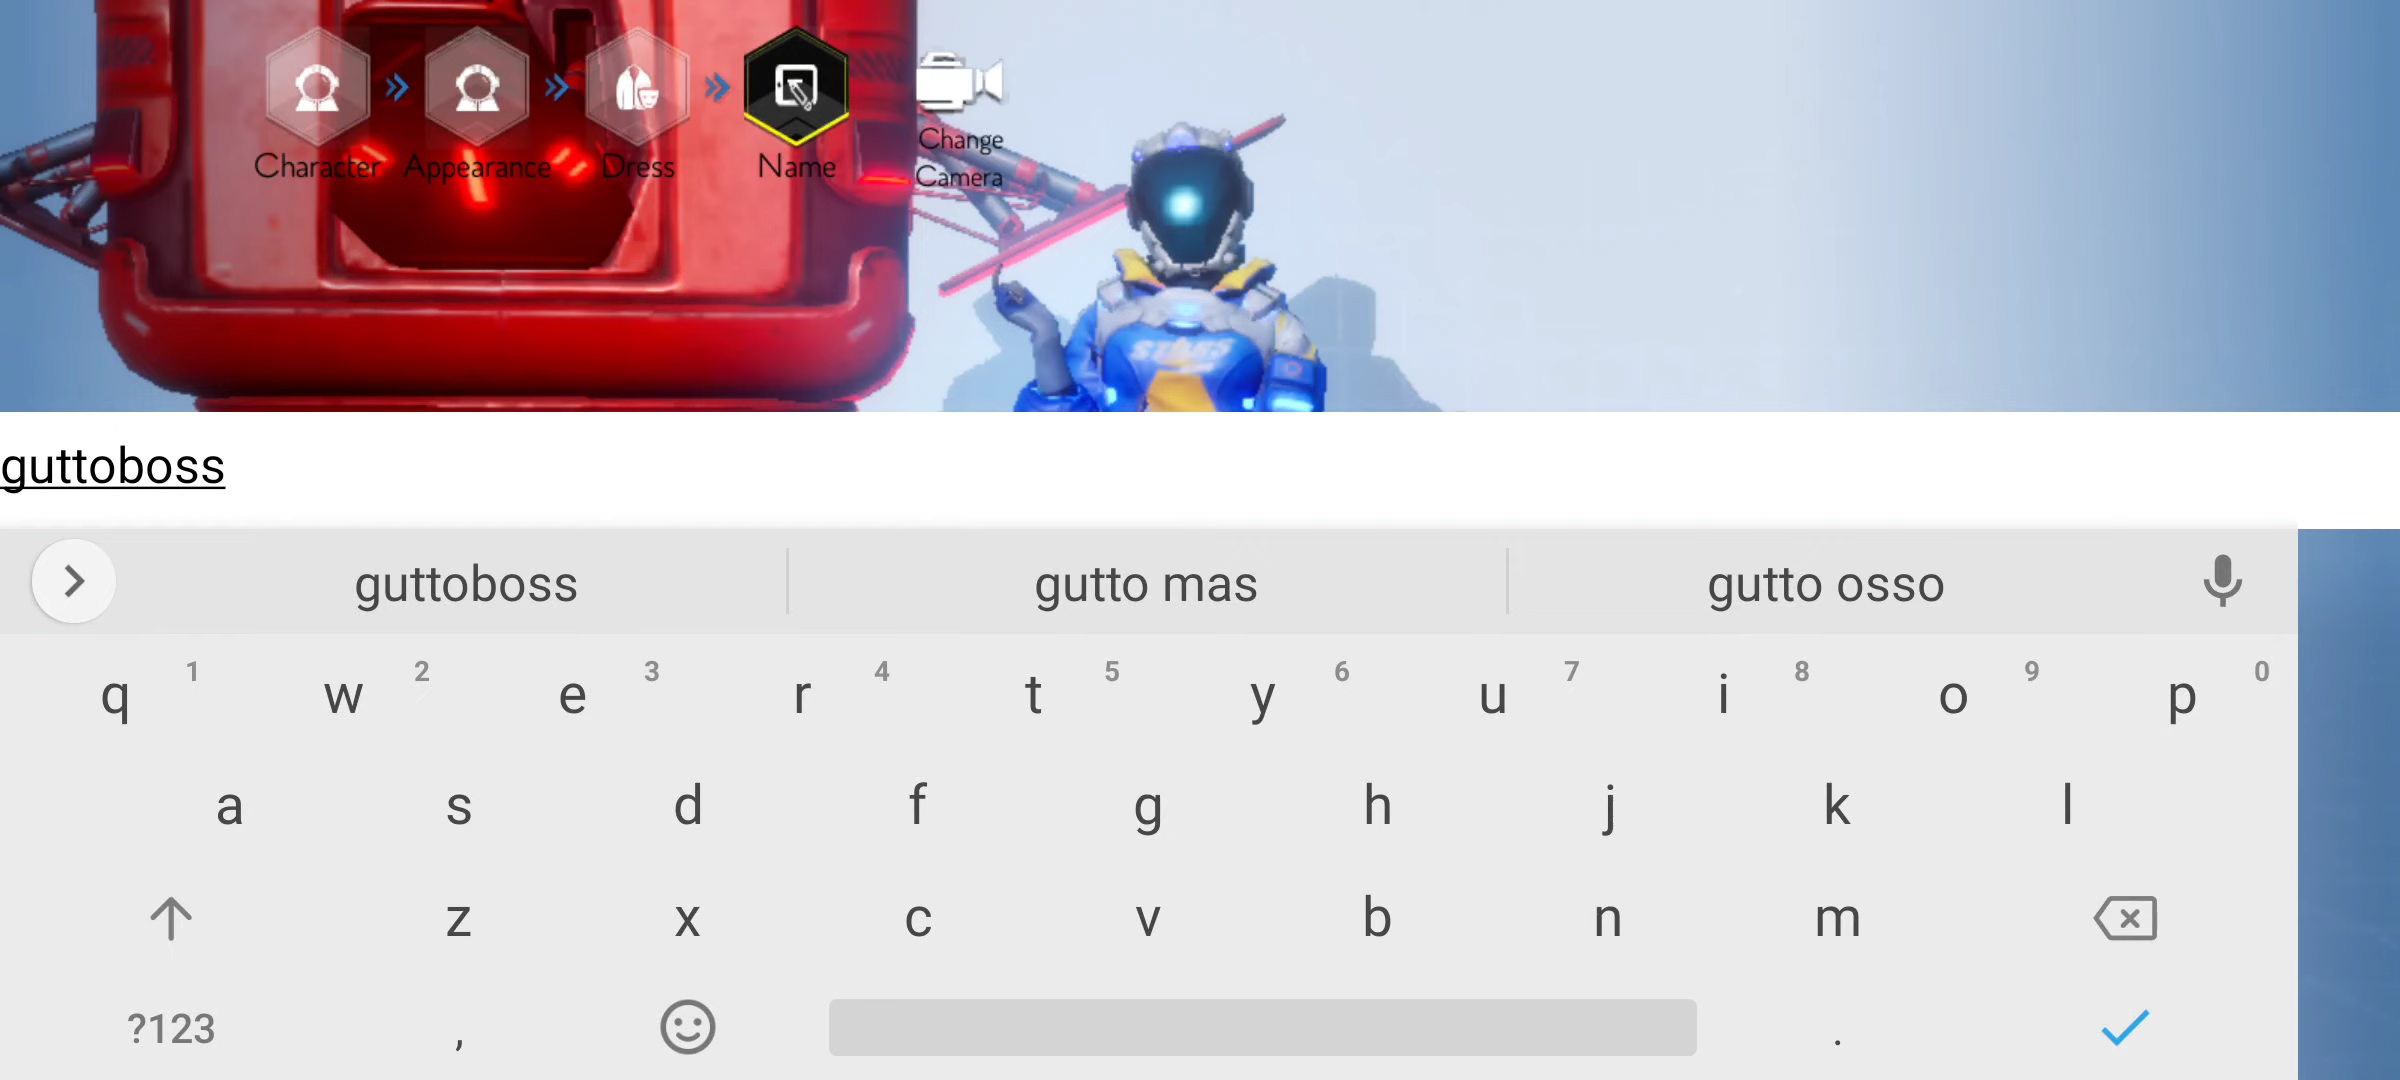 Character Appearance Dress Name
Change
Camera
STARS
guttoboss
guttoboss gutto mas gutto osso
q 1 w 2 e 3 r 4 t 5 y 6 u 7 i 8 o 9 p 0
a s d f g h j k l
z x c v b n m
?123 , .